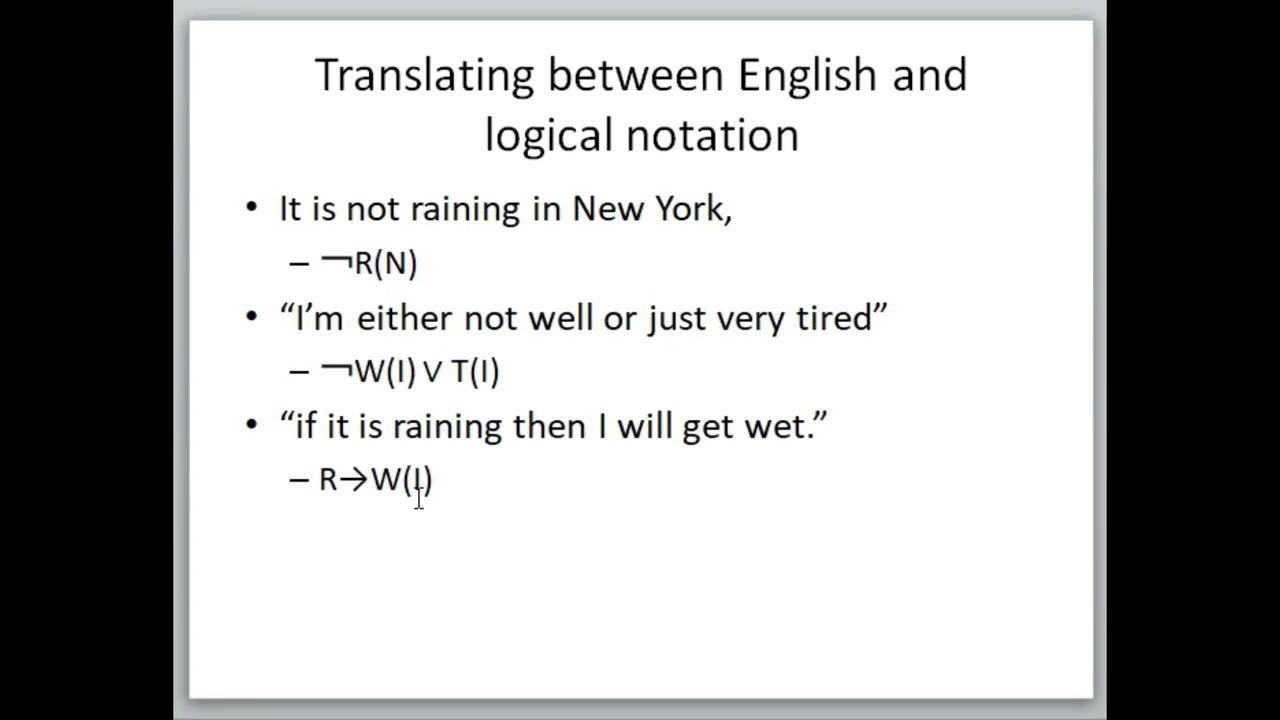 Translating between English and
logical notation
• It is not raining in New York,
– ¬R(N)
• “I’m either not well or just very tired”
– ¬W(I) ∨ T(I)
• “if it is raining then I will get wet.”
– R→W(I)